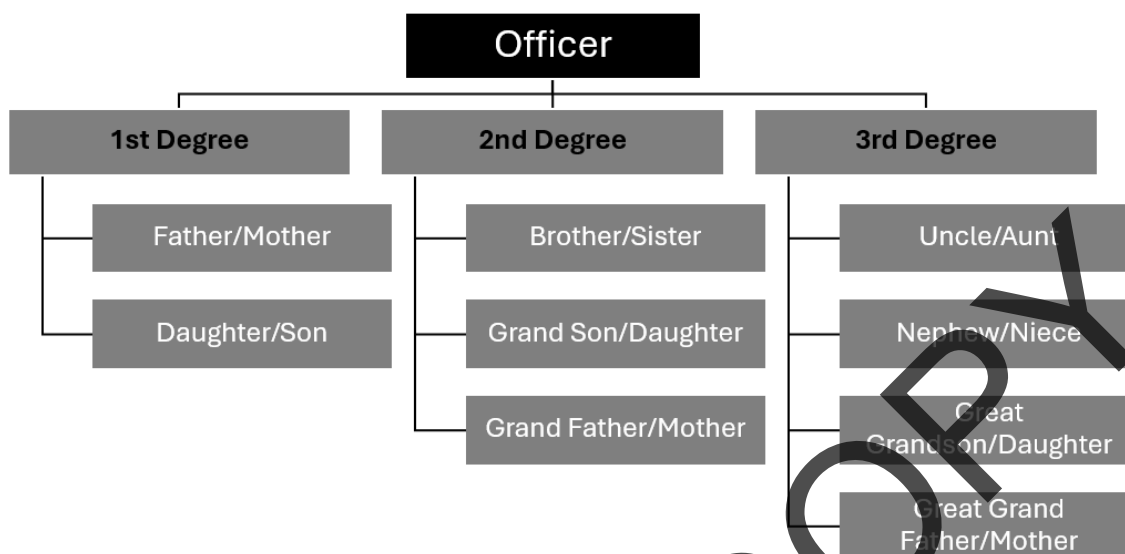 Officer
1st Degree
Father/Mother
Daughter/Son
2nd Degree
Brother/Sister
Grand Son/Daughter
Grand Father/Mother
3rd Degree
Uncle/Aunt
Nephew/Niece
Great
Grandson/Daughter
Great Grand
Father/Mother
OPY